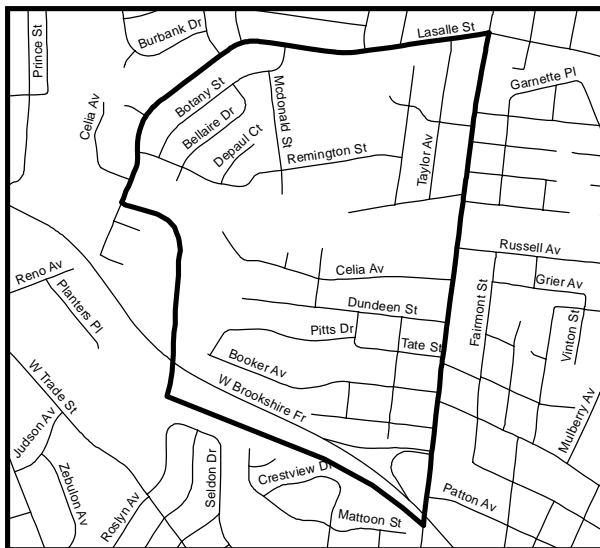 Prince St
Burbank Dr
Lasalle St
Garnette Pl
Celia Av
Botany St
Bellaire Dr
Depaul Ct
Mcdonald St
Remington St
Taylor Av
Russell Av
Reno Av
Planters Pl
Celia Av
Fairmont St
Grier Av
Dundeen St
Pitts Dr
Tate St
Vinton St
Booker Av
W Brookshire Fr
W Trade St
Judson Av
Mulberry Av
Zebulon Av
Roslyn Av
Seldon Dr
Crestview Dr
Patton Av
Mattoon St